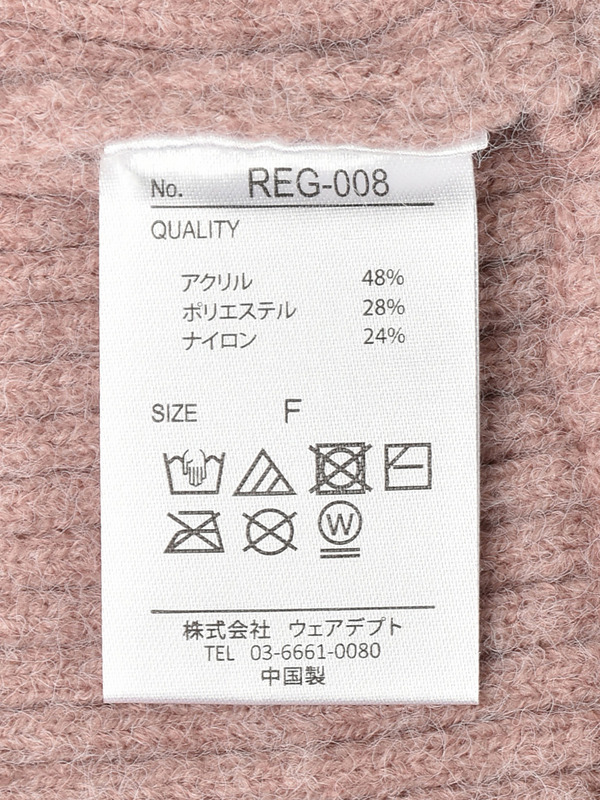 No. REG-008
QUALITY
アクリル 48%
ポリエステル 28%
ナイロン 24%
SIZE F
W
株式会社 ウェアデプト
TEL 03-6661-0080
中国製